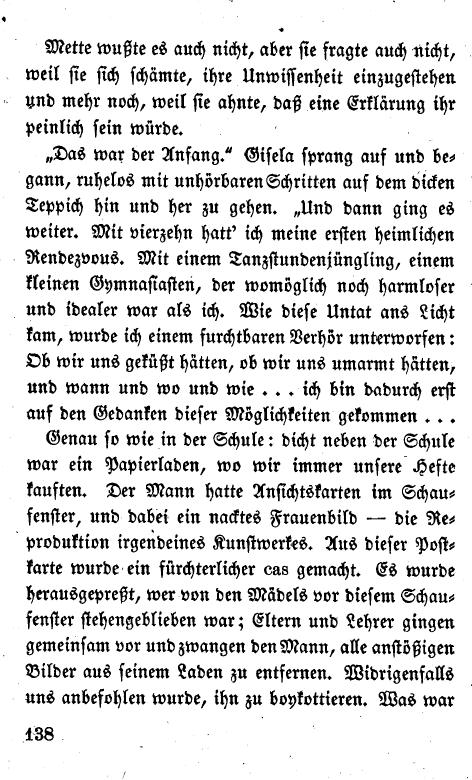 Mette wußte es auch nicht, aber sie fragte auch nicht,
weil sie sich schämte, ihre Unwissenheit einzugestehen
und mehr noch, weil sie ahnte, daß eine Erklärung ihr
peinlich sein würde.
„Das war der Anfang.“ Gisela sprang auf und be-
gann, ruhelos mit unhörbaren Schritten auf dem dicken
Teppich hin und her zu gehen. „Und dann ging es
weiter. Mit vierzehn hatt' ich meine ersten heimlichen
Rendezvous. Mit einem Tanzstundenjüngling, einem
kleinen Gymnasiasten, der womöglich noch harmloser
und idealer war als ich. Wie diese Untat ans Licht
kam, wurde ich einem furchtbaren Verhör unterworfen:
Ob wir uns geküßt hätten, ob wir uns umarmt hätten,
und wann und wo und wie . . . ich bin dadurch erst
auf den Gedanken dieser Möglichkeiten gekommen . . .
Genau so wie in der Schule: dicht neben der Schule
war ein Papierladen, wo wir immer unsere Hefte
kauften. Der Mann hatte Ansichtskarten im Schau-
fenster, und dabei ein nacktes Frauenbild — die Re-
produktion irgendeines Kunstwerkes. Aus dieser Post-
karte wurde ein fürchterlicher cas gemacht. Es wurde
herausgepreßt, wer von den Mädels vor diesem Schau-
fenster stehengeblieben war; Eltern und Lehrer gingen
gemeinsam vor und zwangen den Mann, alle anstößigen
Bilder aus seinem Laden zu entfernen. Widrigenfalls
uns anbefohlen wurde, ihn zu boykottieren. Was war
138